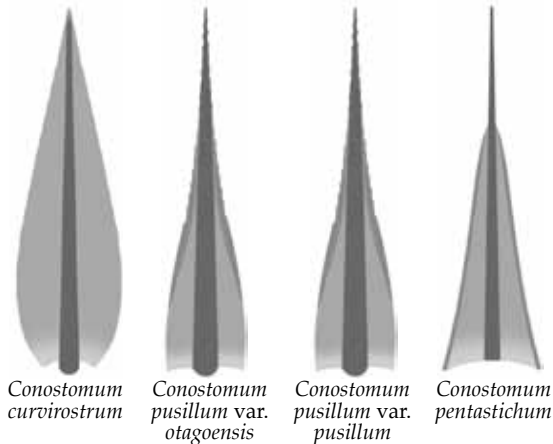 Conostomum curvirostrum
Conostomum pusillum var. otagoensis
Conostomum pusillum var. pusillum
Conostomum pentastichum